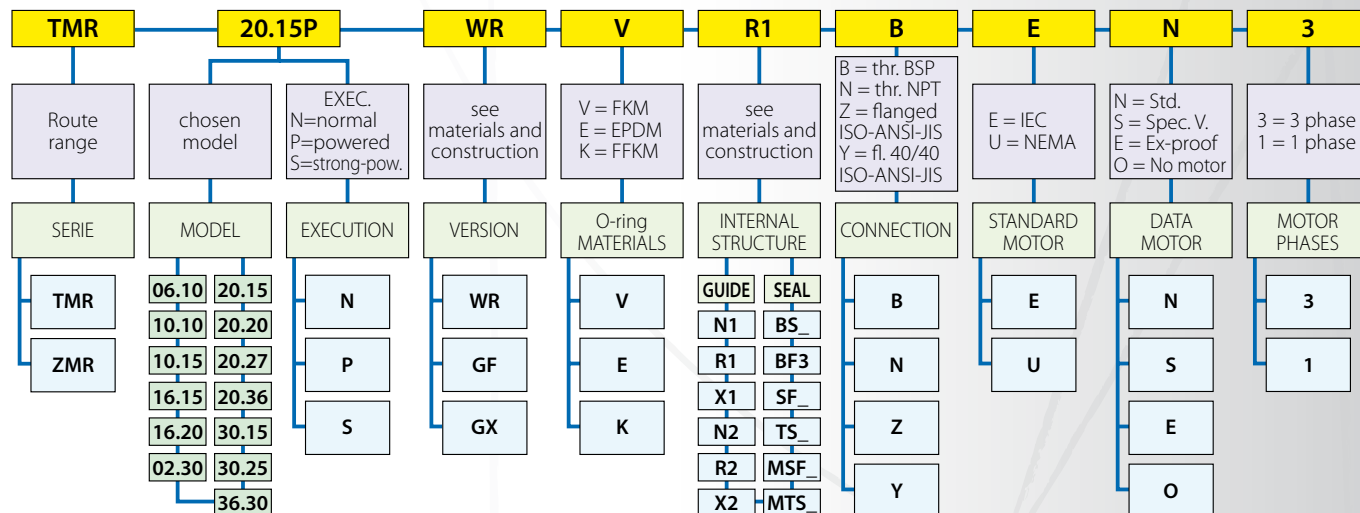 TMR 20.15P WR V R1 B E N 3
Route
range
chosen
model
EXEC.
N=normal
P=powered
S=strong-pow.
see
materials and
construction
V = FKM
E = EPDM
K = FFKM
see
materials and
construction
B = thr. BSP
N = thr. NPT
Z = flanged
ISO-ANSI-JIS
Y = fl. 40/40
ISO-ANSI-JIS
E = IEC
U = NEMA
N = Std.
S = Spec. V.
E = Ex-proof
O = No motor
3 = 3 phase
1 = 1 phase
SERIE
MODEL
EXECUTION
VERSION
O-ring
MATERIALS
INTERNAL
STRUCTURE
CONNECTION
STANDARD
MOTOR
DATA
MOTOR
MOTOR
PHASES
TMR
ZMR
06.10 20.15
10.10 20.20
10.15 20.27
16.15 20.36
16.20 30.15
02.30 30.25
36.30
N
P
S
WR
GF
GX
V
E
K
GUIDE SEAL
N1 BS_
R1 BF3
X1 SF_
N2 TS_
R2 MSF_
X2 MTS_
B
N
Z
Y
E
U
N
S
E
O
3
1